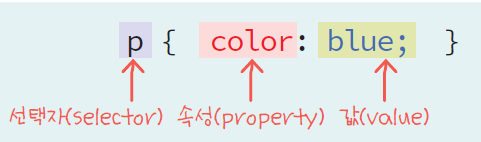 p { color: blue; }
선택자(selector) 속성(property) 값(value)